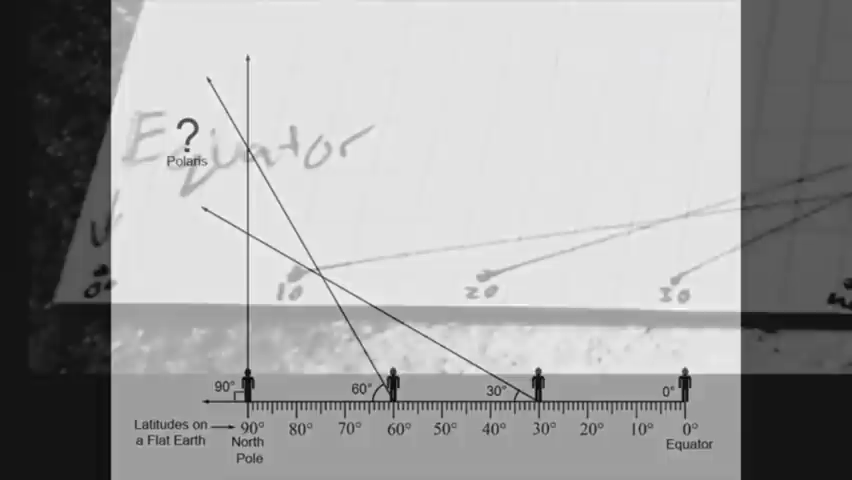 Equator
?
Polaris
0°
10
20
30
90°
60°
30°
0°
Latitudes on
a Flat Earth
90° 80° 70° 60° 50° 40° 30° 20° 10° 0°
North
Pole
Equator